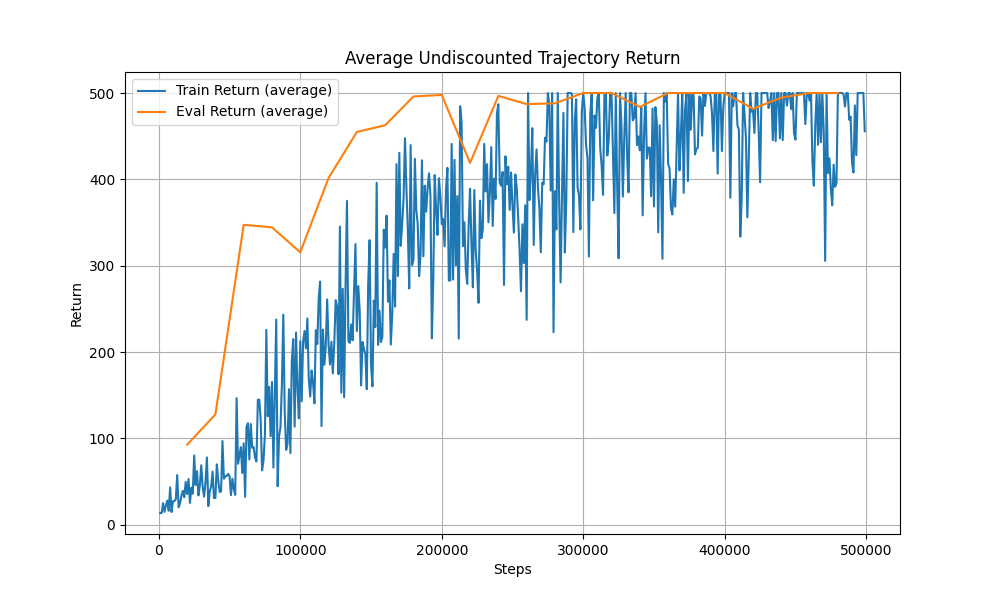 Average Undiscounted Trajectory Return
Train Return (average)
Eval Return (average)
Return
500
400
300
200
100
0
0 100000 200000 300000 400000 500000
Steps